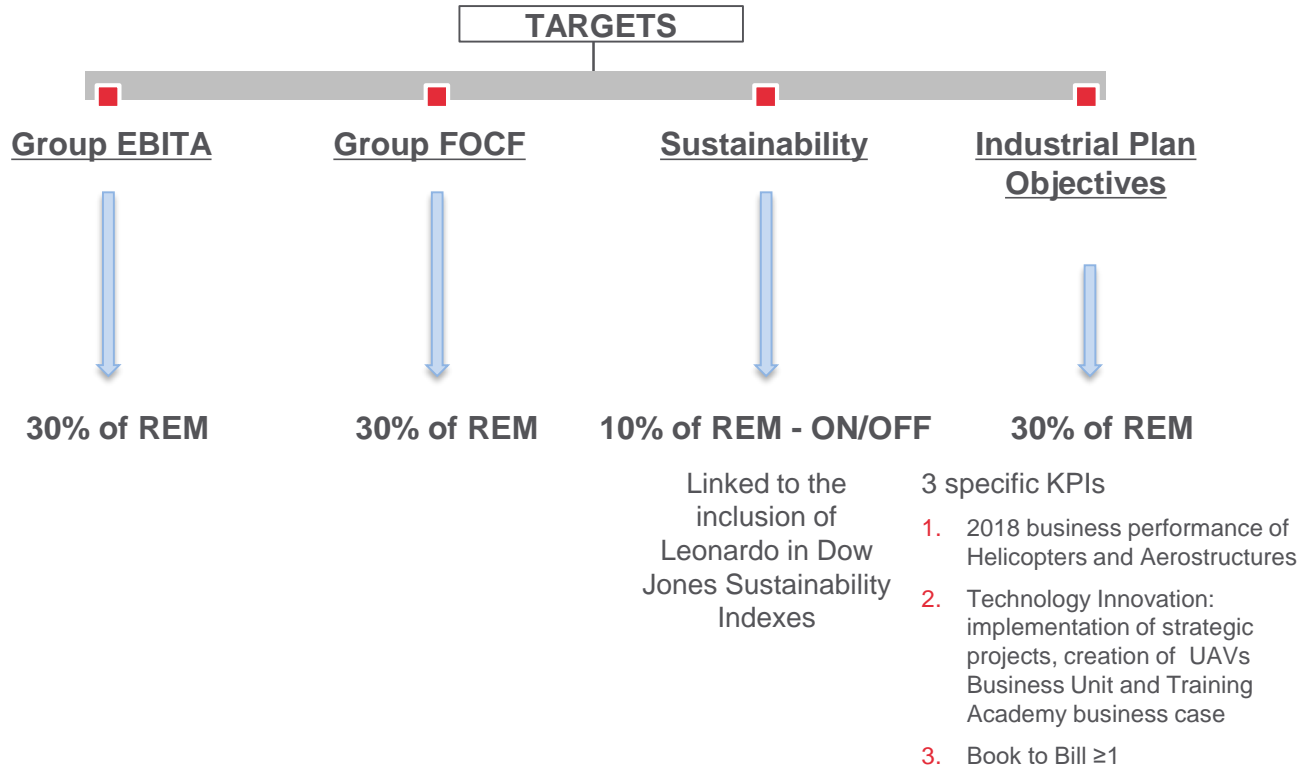 TARGETS
Group EBITA
Group FOCF
Sustainability
Industrial Plan
Objectives
30% of REM
30% of REM
10% of REM - ON/OFF
30% of REM
Linked to the
inclusion of
Leonardo in Dow
Jones Sustainability
Indexes
3 specific KPIs
1. 2018 business performance of
Helicopters and Aerostructures
2. Technology Innovation:
implementation of strategic
projects, creation of UAVs
Business Unit and Training
Academy business case
3. Book to Bill ≥1